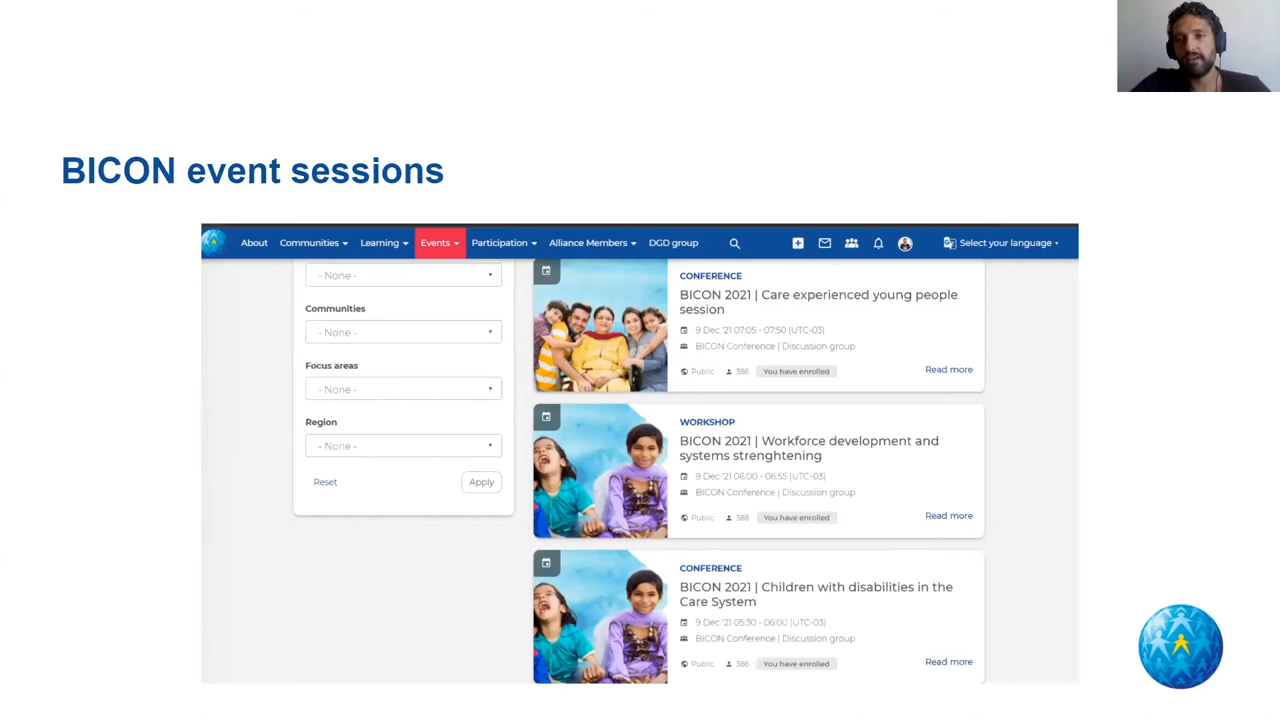 BICON event sessions
About Communities Learning Events Participation Alliance Members DGD group Select your language
- None -
Communities
- None -
Focus areas
- None -
Region
- None -
Reset Apply
CONFERENCE
BICON 2021 | Care experienced young people
session
9 Dec '21 07:05 - 07:50 (UTC-03)
BICON Conference | Discussion group
Public 386 You have enrolled Read more
WORKSHOP
BICON 2021 | Workforce development and
systems strenghtening
9 Dec '21 06:00 - 06:55 (UTC-03)
BICON Conference | Discussion group
Public 388 You have enrolled Read more
CONFERENCE
BICON 2021 | Children with disabilities in the
Care System
9 Dec '21 05:30 - 06:00 (UTC-03)
BICON Conference | Discussion group
Public 386 You have enrolled Read more